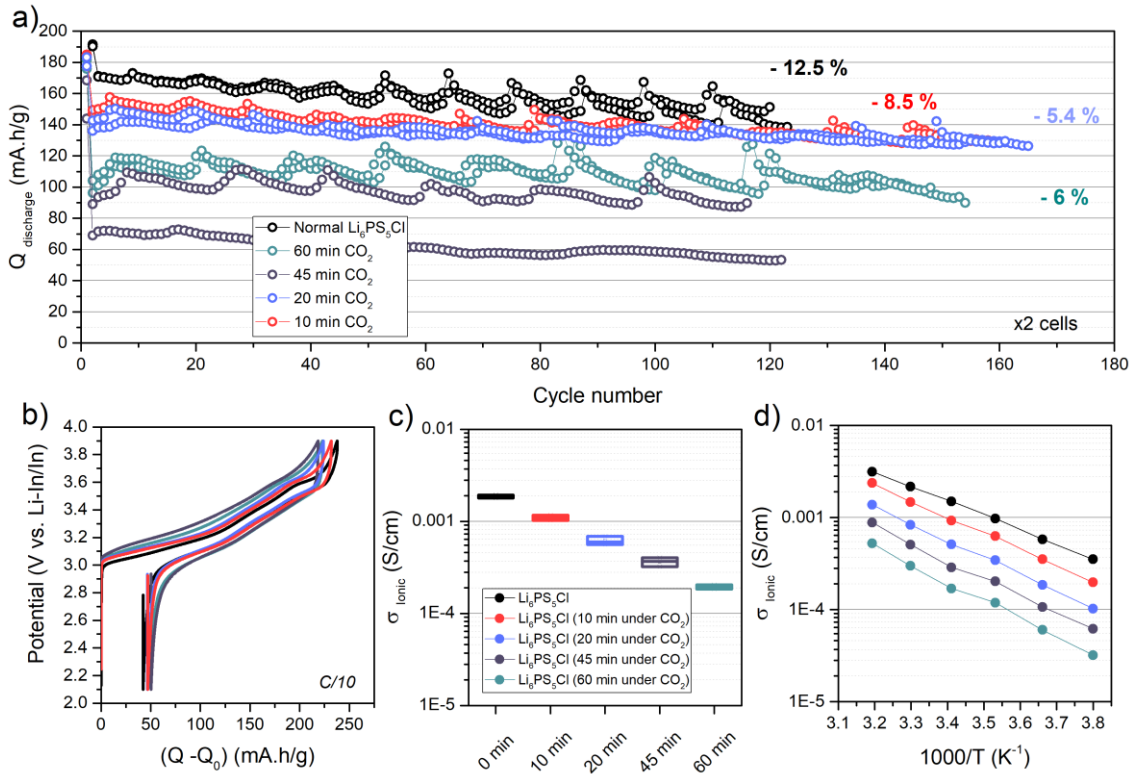 a)
Q discharge (mA.h/g)
200
180
160
140
120
100
80
60
40
20
0
- 12.5 %
- 8.5 %
- 5.4 %
- 6 %
Normal Li6PS5Cl
60 min CO2
45 min CO2
20 min CO2
10 min CO2
x2 cells
0 20 40 60 80 100 120 140 160 180
Cycle number
b)
Potential (V vs. Li-In/In)
4.0
3.8
3.6
3.4
3.2
3.0
2.8
2.6
2.4
2.2
2.0
C/10
0 50 100 150 200 250
(Q -Q0) (mA.h/g)
c)
σ Ionic (S/cm)
0.01
0.001
1E-4
1E-5
Li6PS5Cl
Li6PS5Cl (10 min under CO2)
Li6PS5Cl (20 min under CO2)
Li6PS5Cl (45 min under CO2)
Li6PS5Cl (60 min under CO2)
0 min 10 min 20 min 45 min 60 min
d)
σ Ionic (S/cm)
0.01
0.001
1E-4
1E-5
3.1 3.2 3.3 3.4 3.5 3.6 3.7 3.8
1000/T (K-1)